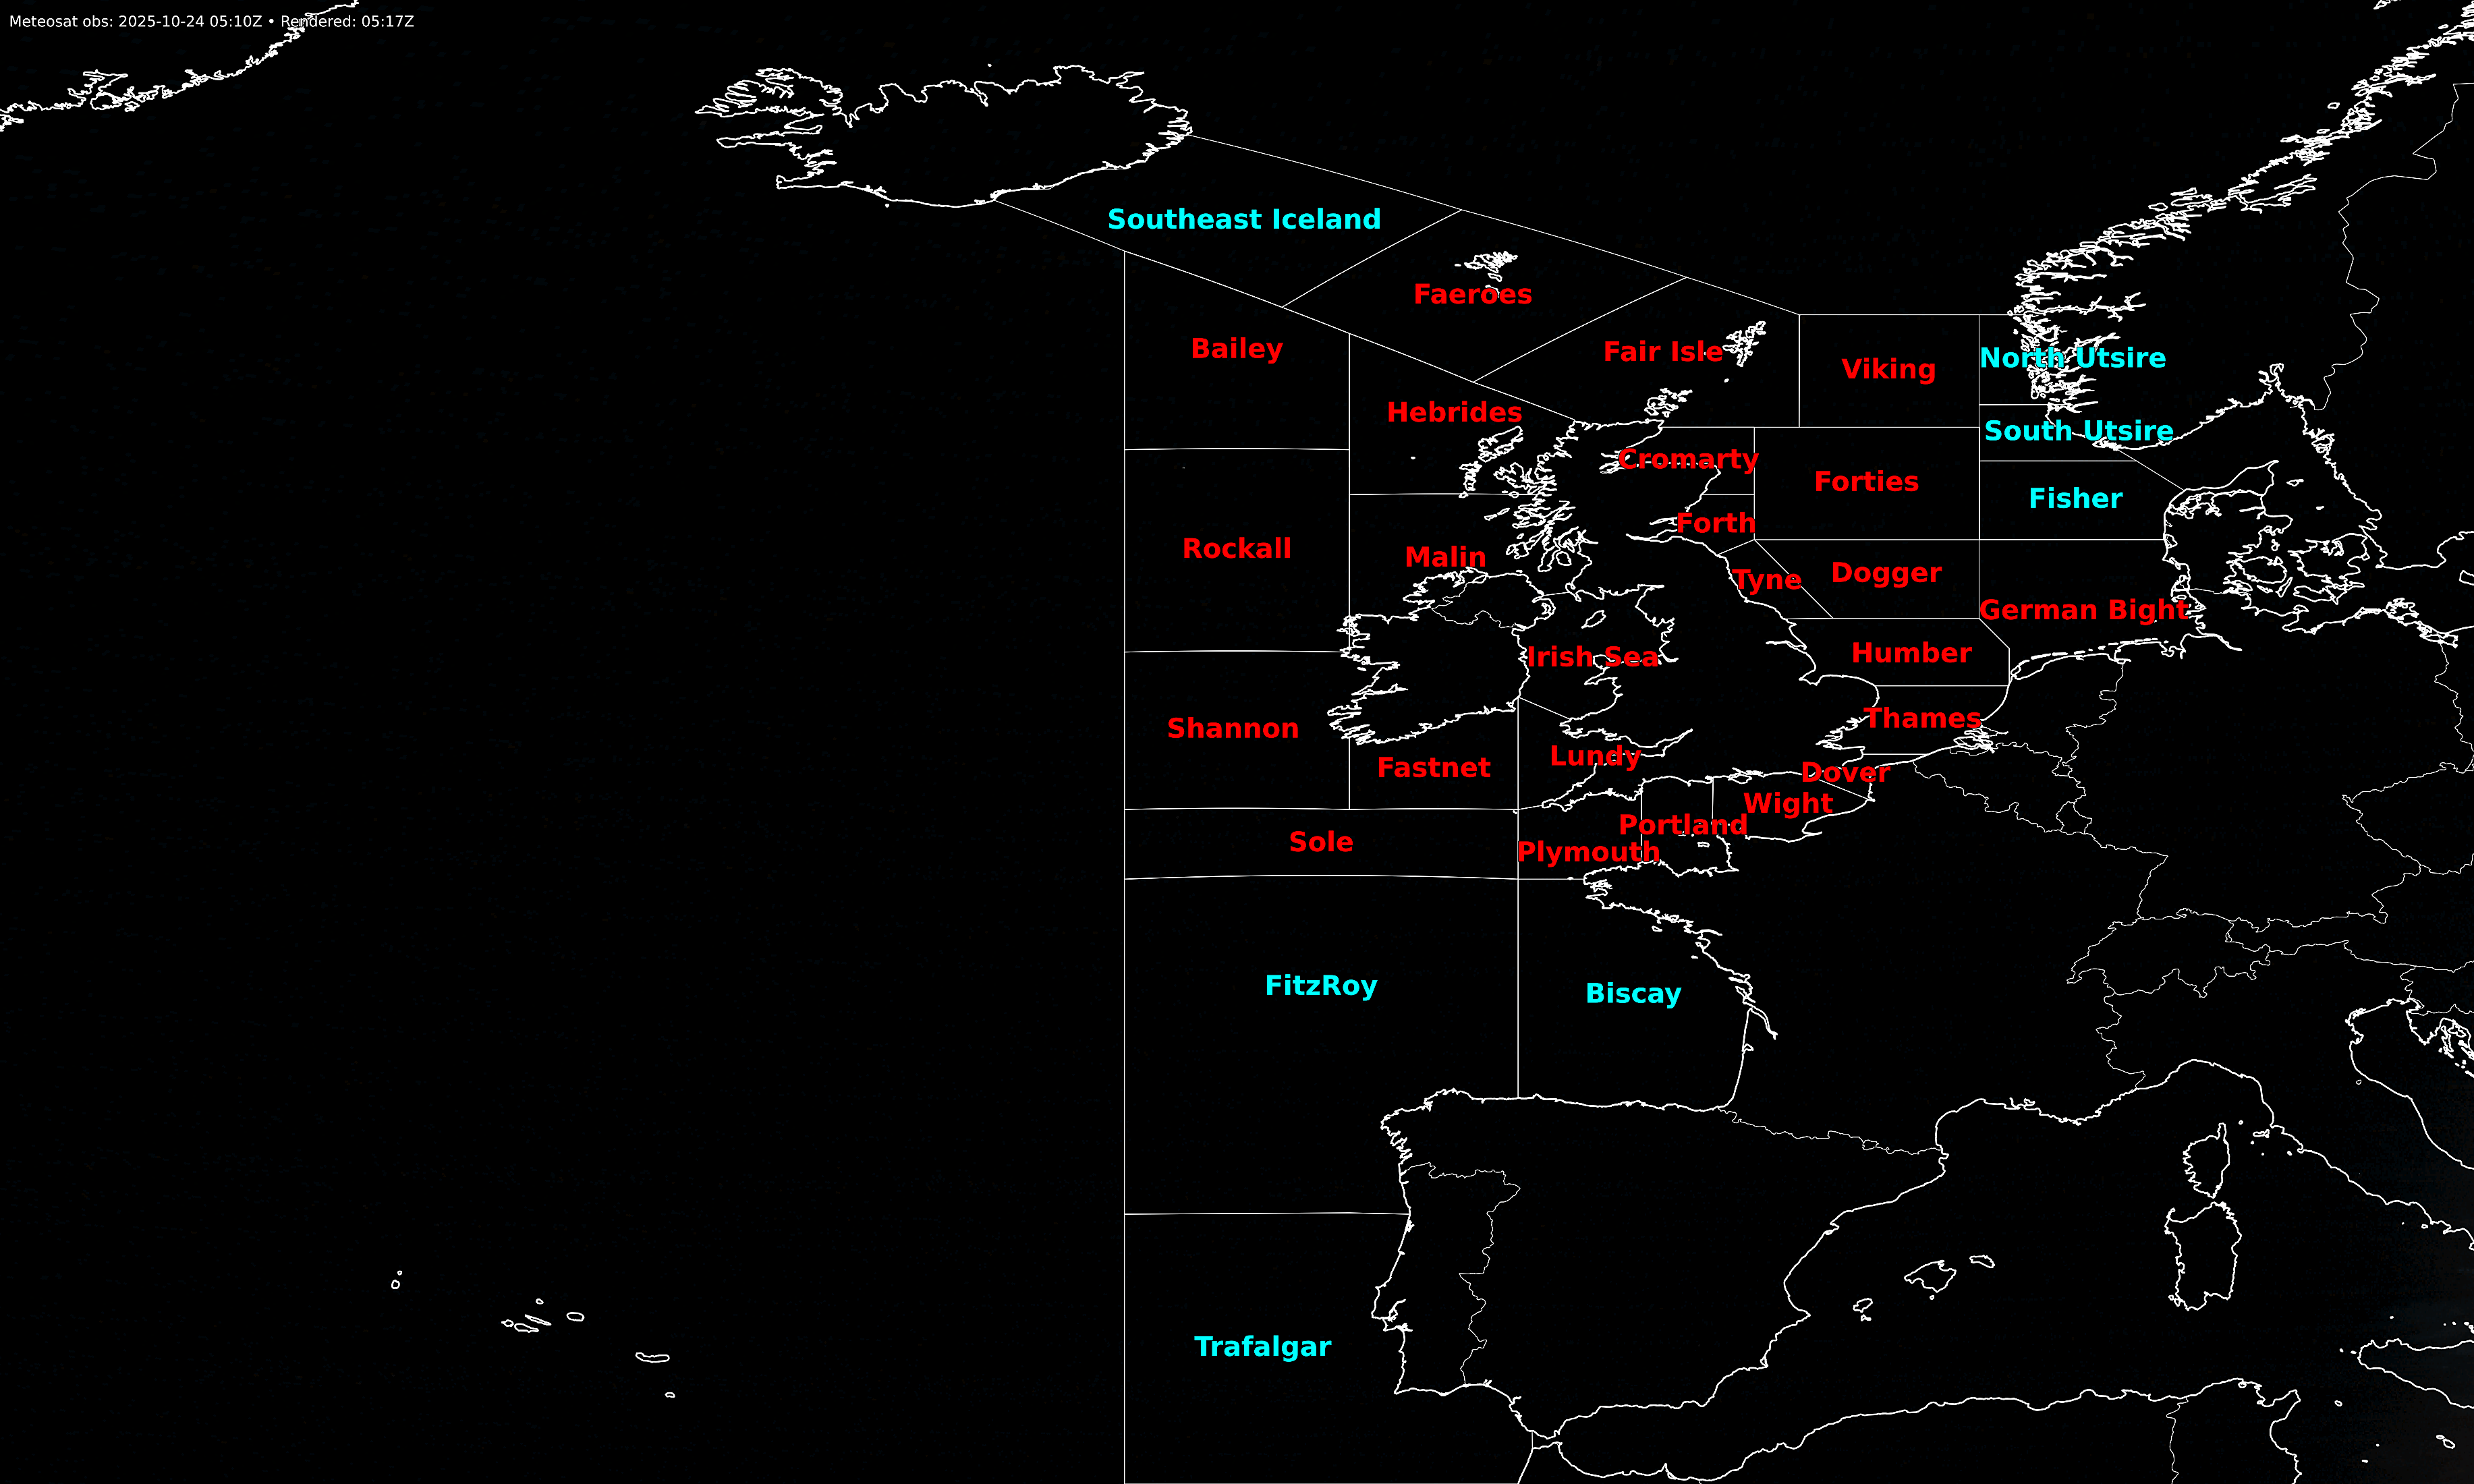 Meteosat obs: 2025-10-24 05:10Z • Rendered: 05:17Z
Southeast Iceland
Faeroes
Bailey
Fair Isle
North Utsire
Viking
Hebrides
South Utsire
Cromarty
Forties
Fisher
Forth
Rockall
Malin
Dogger
Tyne
German Bight
Humber
Irish Sea
Thames
Shannon
Lundy
Fastnet
Dover
Wight
Portland
Sole
Plymouth
FitzRoy
Biscay
Trafalgar